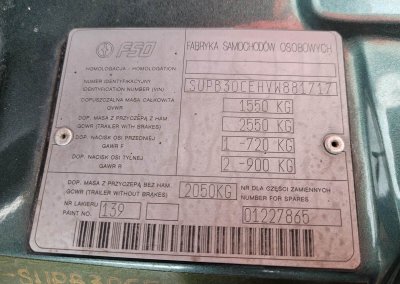 FSO FABRYKA SAMOCHODÓW OSOBOWYCH
HOMOLOGACJA - HOMOLOGATION
NUMER IDENTYFIKACYJNY
IDENTYFICATION NUMBER (VIN) SUPB30CEHVW881717
DOPUSZCZALNA MASA CAŁKOWITA
GVWR 1550 KG
DOP. MASA Z PRZYCZEPĄ Z HAM.
GCWR (TRAILER WITH BRAKES) 2550 KG
DOP. NACISK OSI PRZEDNIEJ
GAWR F 1 -720 KG
DOP. NACISK OSI TYLNEJ
GAWR R 2 -900 KG
DOP. MASA Z PRZYCZEPĄ BEZ HAM.
GCWR (TRAILER WITHOUT BRAKES) 2050KG
NR DLA CZĘŚCI ZAMIENNYCH
NUMBER FOR SPARES
NR LAKIERU
PAINT NO. 139 01227865